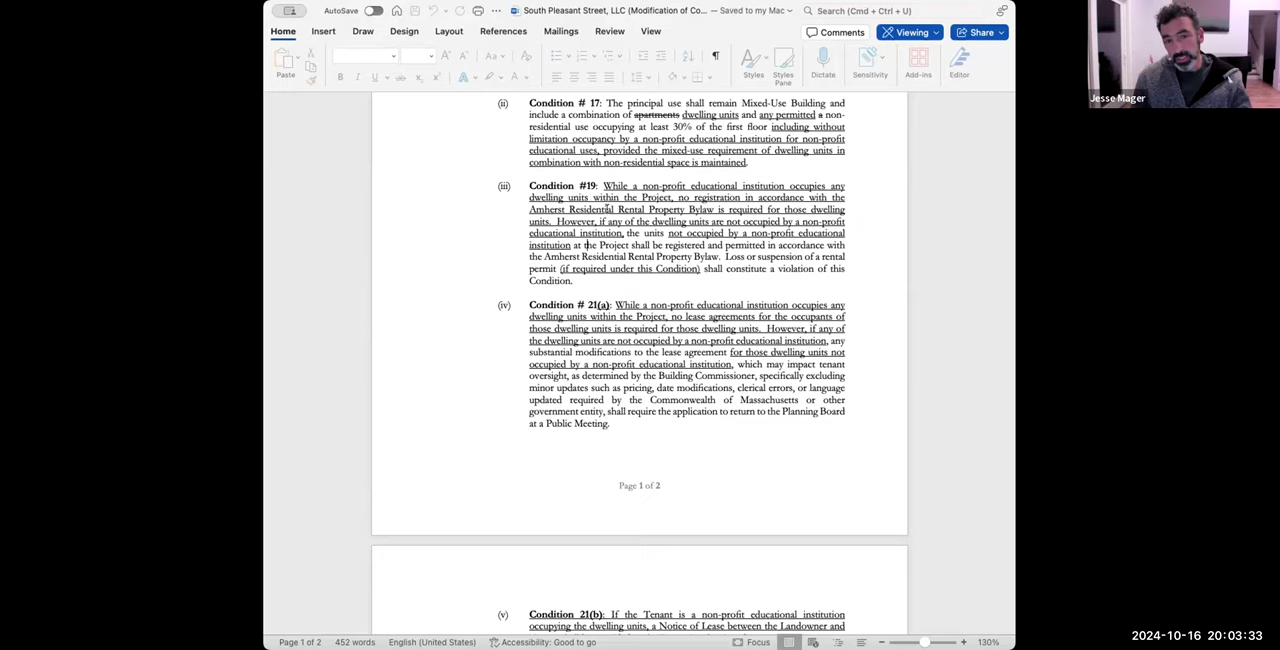 AutoSave
South Pleasant Street, LLC (Modification of Co... — Saved to my Mac
Search (Cmd + Ctrl + U)
Home Insert Draw Design Layout References Mailings Review View
Comments Viewing Share
Paste
B I U ab x
Styles Styles Pane Dictate Sensitivity Add-ins Editor
(ii) Condition # 17: The principal use shall remain Mixed-Use Building and
include a combination of apartments dwelling units and any permitted a non-
residential use occupying at least 30% of the first floor including without
limitation occupancy by a non-profit educational institution for non-profit
educational uses, provided the mixed-use requirement of dwelling units in
combination with non-residential space is maintained.
(iii) Condition #19: While a non-profit educational institution occupies any
dwelling units within the Project, no registration in accordance with the
Amherst Residential Rental Property Bylaw is required for those dwelling
units. However, if any of the dwelling units are not occupied by a non-profit
educational institution, the units not occupied by a non-profit educational
institution at the Project shall be registered and permitted in accordance with
the Amherst Residential Rental Property Bylaw. Loss or suspension of a rental
permit (if required under this Condition) shall constitute a violation of this
Condition.
(iv) Condition # 21(a): While a non-profit educational institution occupies any
dwelling units within the Project, no lease agreements for the occupants of
those dwelling units is required for those dwelling units. However, if any of
the dwelling units are not occupied by a non-profit educational institution, any
substantial modifications to the lease agreement for those dwelling units not
occupied by a non-profit educational institution, which may impact tenant
oversight, as determined by the Building Commissioner, specifically excluding
minor updates such as pricing, date modifications, clerical errors, or language
updated required by the Commonwealth of Massachusetts or other
government entity, shall require the application to return to the Planning Board
at a Public Meeting.
Page 1 of 2
(v) Condition 21(b): If the Tenant is a non-profit educational institution
occupying the dwelling units, a Notice of Lease between the Landowner and
Page 1 of 2 452 words English (United States) Accessibility: Good to go Focus 130%
Jesse Mager
2024-10-16 20:03:33